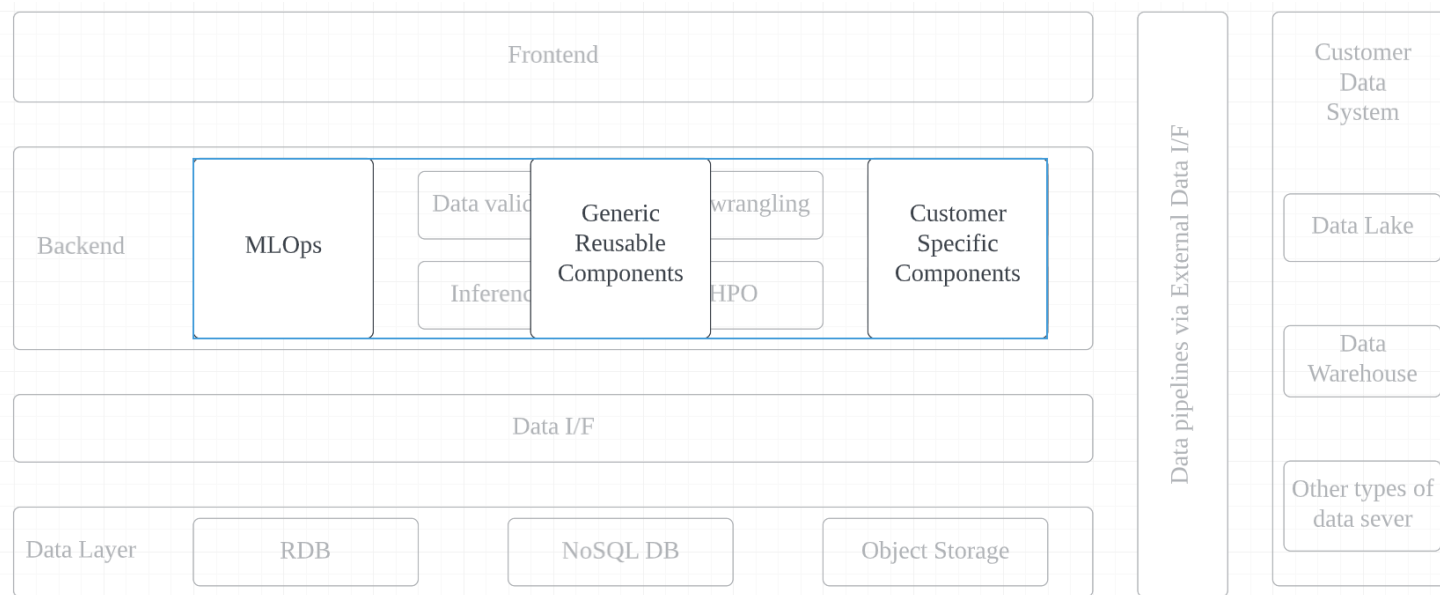 Frontend
Backend
MLOps
Data valid
Generic
Reusable
Components
wrangling
Inferenc
HPO
Customer
Specific
Components
Data I/F
Data Layer
RDB
NoSQL DB
Object Storage
Data pipelines via External Data I/F
Customer
Data
System
Data Lake
Data
Warehouse
Other types of
data sever